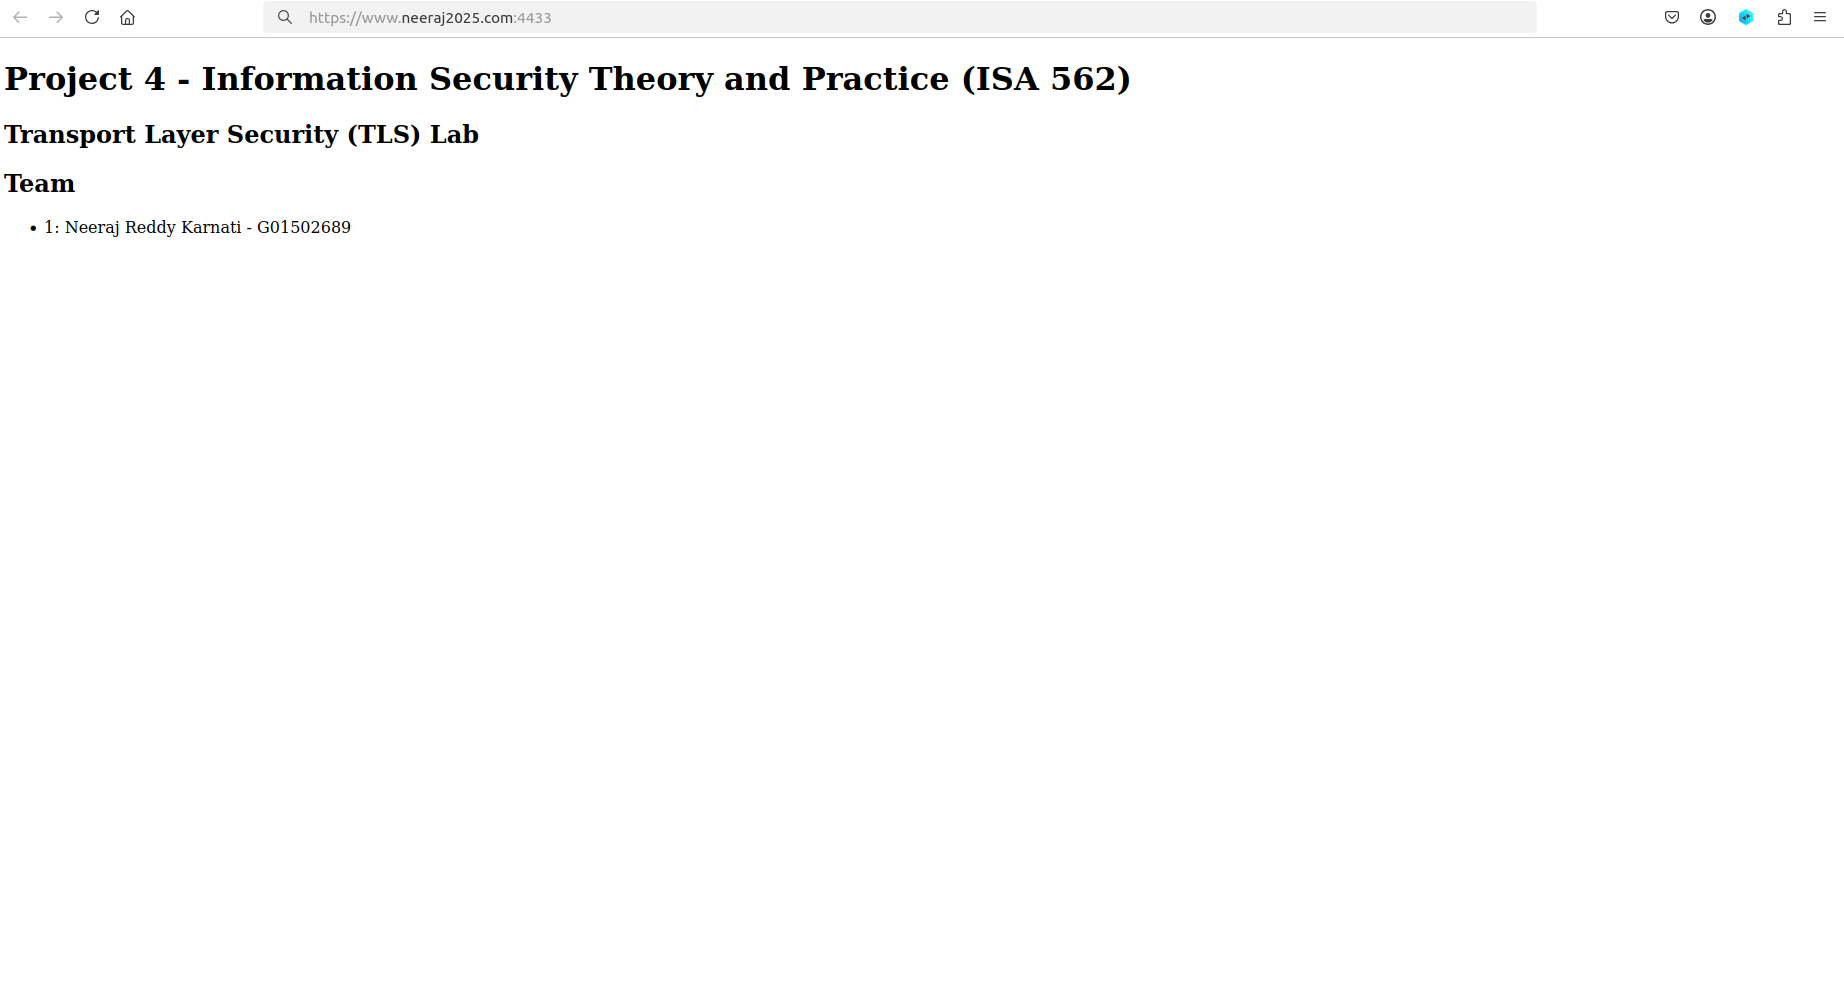 https://www.neeraj2025.com:4433
Project 4 - Information Security Theory and Practice (ISA 562)
Transport Layer Security (TLS) Lab
Team
• 1: Neeraj Reddy Karnati - G01502689